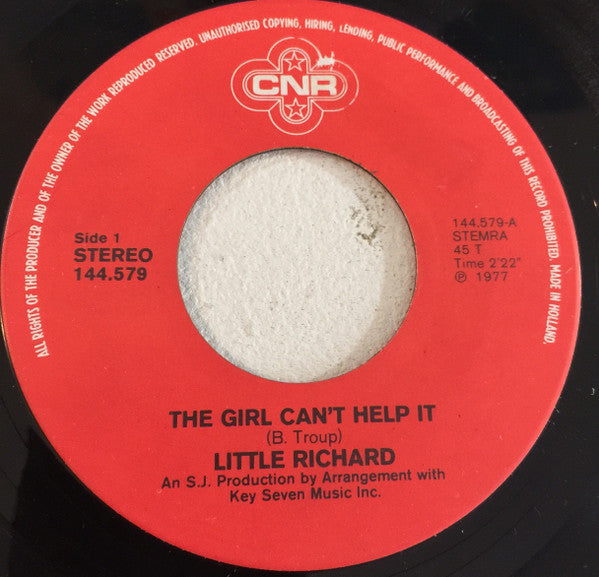 ALL RIGHTS OF THE PRODUCER AND OF THE OWNER OF THE WORK REPRODUCED RESERVED. UNAUTHORISED COPYING, HIRING, LENDING, PUBLIC PERFORMANCE AND BROADCASTING OF THIS RECORD PROHIBITED. MADE IN HOLLAND.
CNR
Side 1
STEREO
144.579
144.579-A
STEMRA
45 T
Time 2'22"
℗ 1977
THE GIRL CAN'T HELP IT
(B. Troup)
LITTLE RICHARD
An S.J. Production by Arrangement with
Key Seven Music Inc.